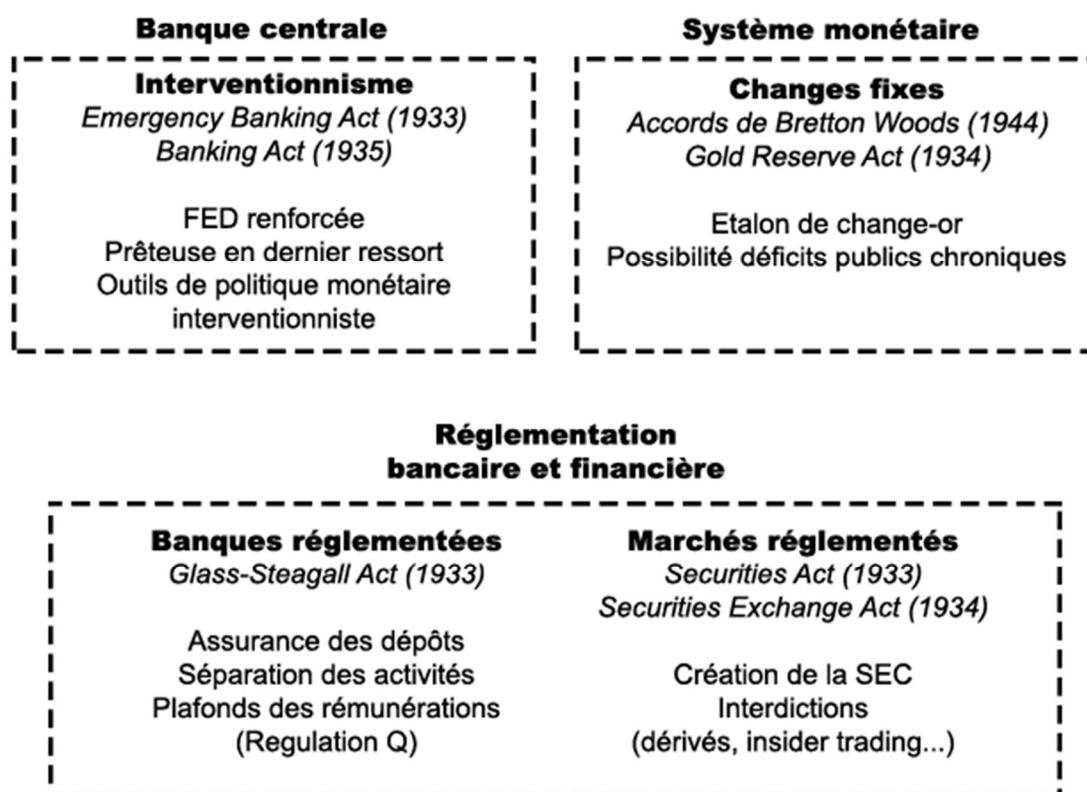 Banque centrale
Interventionnisme
Emergency Banking Act (1933)
Banking Act (1935)
FED renforcée
Prêteuse en dernier ressort
Outils de politique monétaire
interventionniste
Système monétaire
Changes fixes
Accords de Bretton Woods (1944)
Gold Reserve Act (1934)
Etalon de change-or
Possibilité déficits publics chroniques
Réglementation
bancaire et financière
Banques réglementées
Glass-Steagall Act (1933)
Assurance des dépôts
Séparation des activités
Plafonds des rémunérations
(Regulation Q)
Marchés réglementés
Securities Act (1933)
Securities Exchange Act (1934)
Création de la SEC
Interdictions
(dérivés, insider trading...)